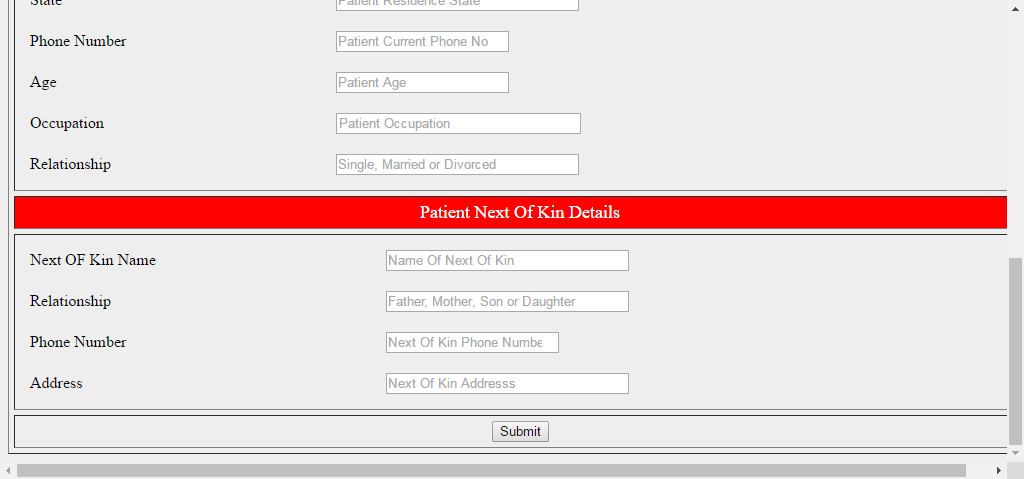 State Patient Residence State
Phone Number Patient Current Phone No
Age Patient Age
Occupation Patient Occupation
Relationship Single, Married or Divorced
Patient Next Of Kin Details
Next OF Kin Name Name Of Next Of Kin
Relationship Father, Mother, Son or Daughter
Phone Number Next Of Kin Phone Numbe
Address Next Of Kin Addresss
Submit